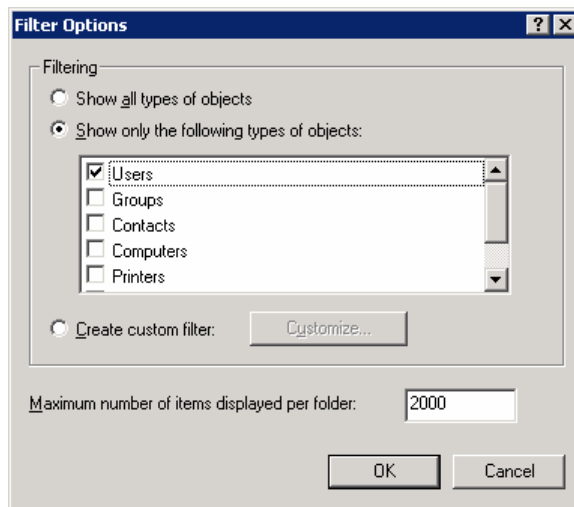 Filter Options
Filtering
Show all types of objects
Show only the following types of objects:
Users
Groups
Contacts
Computers
Printers
Create custom filter: Customize...
Maximum number of items displayed per folder: 2000
OK Cancel